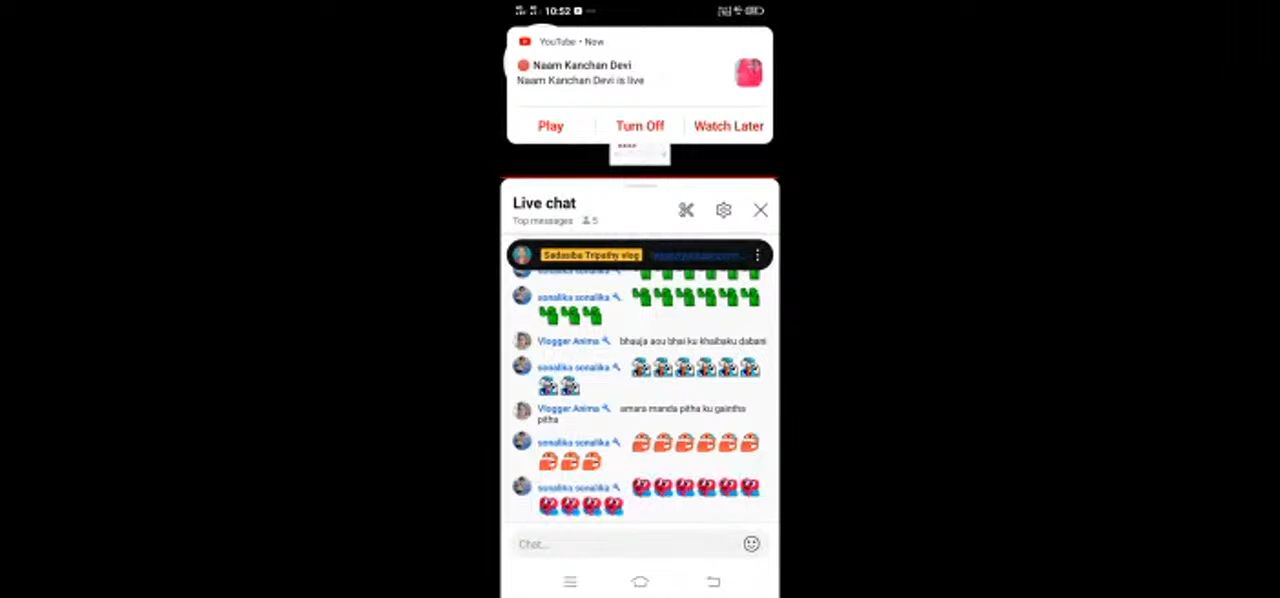 10:52
YouTube • Now
Naam Kanchan Devi
Naam Kanchan Devi is live
Play Turn Off Watch Later
Live chat
Top messages 5
Sadasiba Tripathy vlog
sonalika sonalika
Vlogger Anima bhauja aou bhai ku khaibaku dabani
sonalika sonalika
Vlogger Anima amara manda pitha ku gaintha
pitha
sonalika sonalika
sonalika sonalika
Chat...